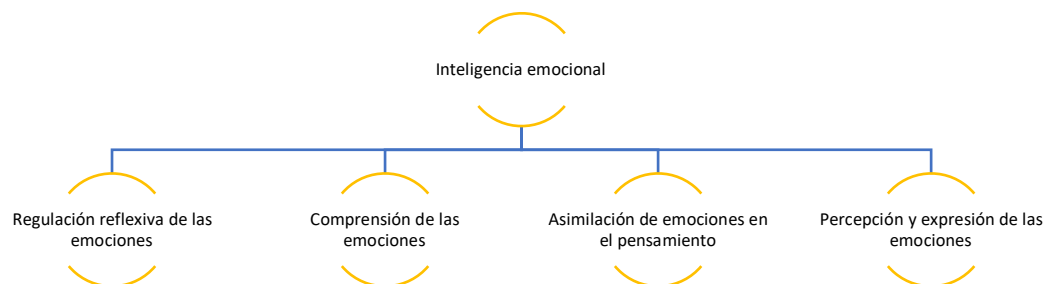 Inteligencia emocional
Regulación reflexiva de las
emociones
Comprensión de las
emociones
Asimilación de emociones en
el pensamiento
Percepción y expresión de las
emociones